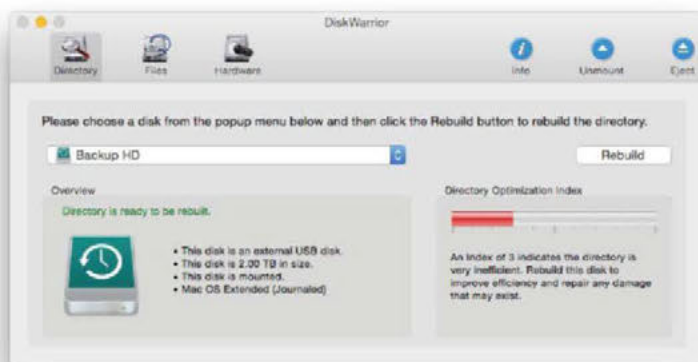 DiskWarrior
Directory
Files
Hardware
Info
Unmount
Eject
Please choose a disk from the popup menu below and then click the Rebuild button to rebuild the directory.
Backup HD
Rebuild
Overview
Directory is ready to be rebuilt.
• This disk is an external USB disk.
• This disk is 2.00 TB in size.
• This disk is mounted.
• Mac OS Extended (Journaled)
Directory Optimization Index
An Index of 3 indicates the directory is
very inefficient. Rebuild this disk to
improve efficiency and repair any damage
that may exist.